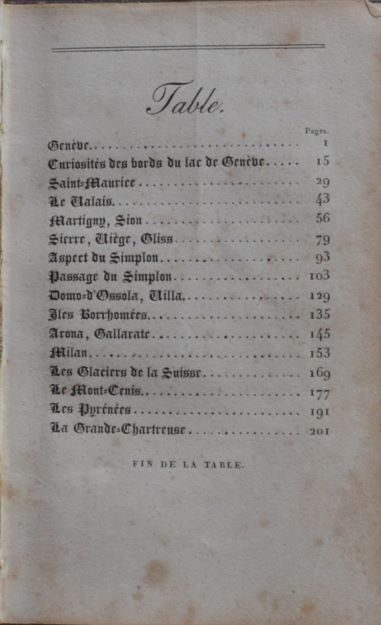 Table.
Pages.
Genève. . . . . . . . . . . . . . . . . . . . . . . . . . . 1
Curiosités des bords du lac de Genève . . . . . 15
Saint-Maurice . . . . . . . . . . . . . . . . . . . . . 29
Le Valais. . . . . . . . . . . . . . . . . . . . . . . . 43
Martigny, Sion . . . . . . . . . . . . . . . . . . . . 56
Sierre, Viège, Gliss . . . . . . . . . . . . . . . . . 79
Aspect du Simplon. . . . . . . . . . . . . . . . . . 93
Passage du Simplon. . . . . . . . . . . . . . . . . 103
Domo-d'Ossola, Villa. . . . . . . . . . . . . . . . 129
Iles Borrhomées. . . . . . . . . . . . . . . . . . . 135
Arona, Gallarate . . . . . . . . . . . . . . . . . . . 145
Milan. . . . . . . . . . . . . . . . . . . . . . . . . . . 153
Les Glaciers de la Suisse. . . . . . . . . . . . . 169
Le Mont-Cenis. . . . . . . . . . . . . . . . . . . . 177
Les Pyrénées . . . . . . . . . . . . . . . . . . . . . 191
La Grande-Chartreuse . . . . . . . . . . . . . . . 201
FIN DE LA TABLE.